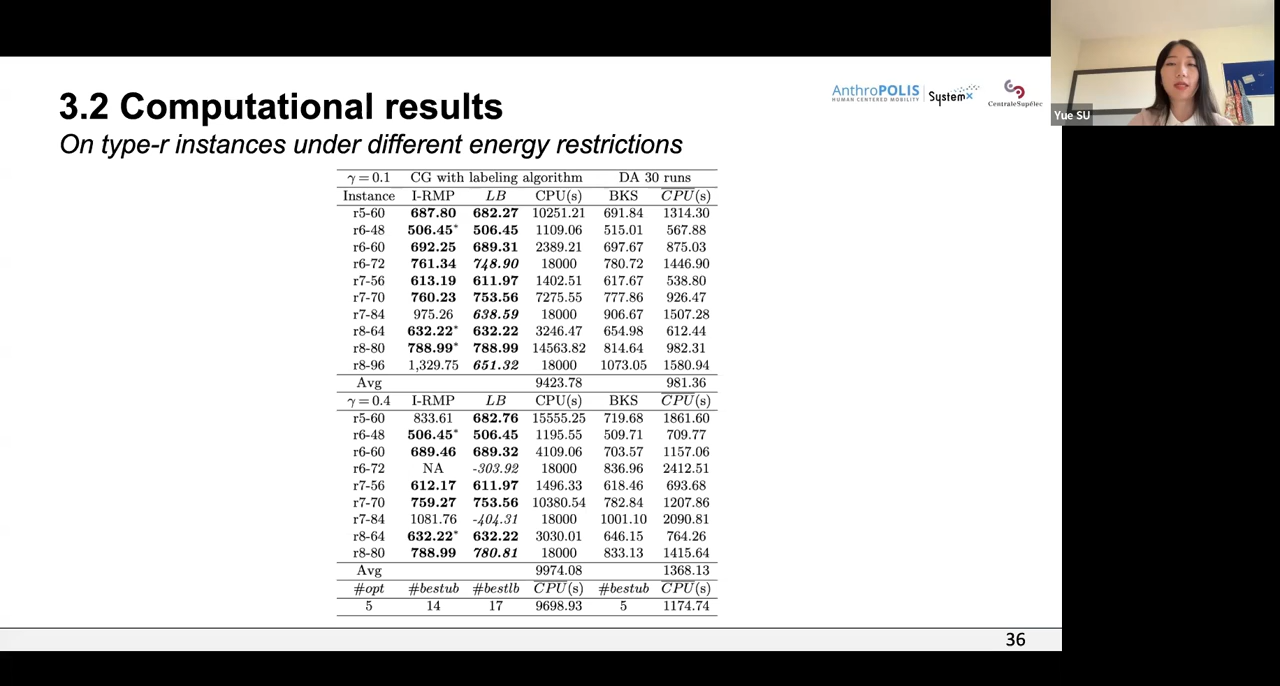 AnthroPOLIS
HUMAN CENTERED MOBILITY
SystemX
CentraleSupélec
Yue SU
3.2 Computational results
On type-r instances under different energy restrictions
γ = 0.1 CG with labeling algorithm DA 30 runs
Instance I-RMP LB CPU(s) BKS CPU(s)
r5-60 687.80 682.27 10251.21 691.84 1314.30
r6-48 506.45* 506.45 1109.06 515.01 567.88
r6-60 692.25 689.31 2389.21 697.67 875.03
r6-72 761.34 748.90 18000 780.72 1446.90
r7-56 613.19 611.97 1402.51 617.67 538.80
r7-70 760.23 753.56 7275.55 777.86 926.47
r7-84 975.26 638.59 18000 906.67 1507.28
r8-64 632.22* 632.22 3246.47 654.98 612.44
r8-80 788.99* 788.99 14563.82 814.64 982.31
r8-96 1,329.75 651.32 18000 1073.05 1580.94
Avg 9423.78 981.36
γ = 0.4 I-RMP LB CPU(s) BKS CPU(s)
r5-60 833.61 682.76 15555.25 719.68 1861.60
r6-48 506.45* 506.45 1195.55 509.71 709.77
r6-60 689.46 689.32 4109.06 703.57 1157.06
r6-72 NA -303.92 18000 836.96 2412.51
r7-56 612.17 611.97 1496.33 618.46 693.68
r7-70 759.27 753.56 10380.54 782.84 1207.86
r7-84 1081.76 -404.31 18000 1001.10 2090.81
r8-64 632.22* 632.22 3030.01 646.15 764.26
r8-80 788.99 780.81 18000 833.13 1415.64
Avg 9974.08 1368.13
#opt #bestub #bestlb CPU(s) #bestub CPU(s)
5 14 17 9698.93 5 1174.74
36